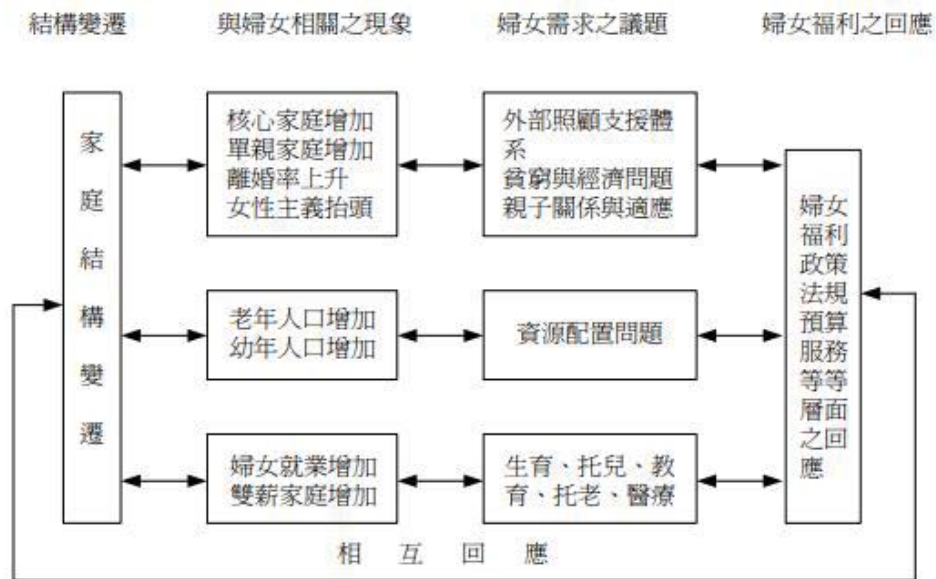 結構變遷
與婦女相關之現象
婦女需求之議題
婦女福利之回應
家庭結構變遷
核心家庭增加
單親家庭增加
離婚率上升
女性主義抬頭
外部照顧支援體
系
貧窮與經濟問題
親子關係與適應
老年人口增加
幼年人口增加
資源配置問題
婦女就業增加
雙薪家庭增加
生育、托兒、教
育、托老、醫療
婦女
福利
政策
法規
預算
服務
等等
層面
之回
應
相互回應